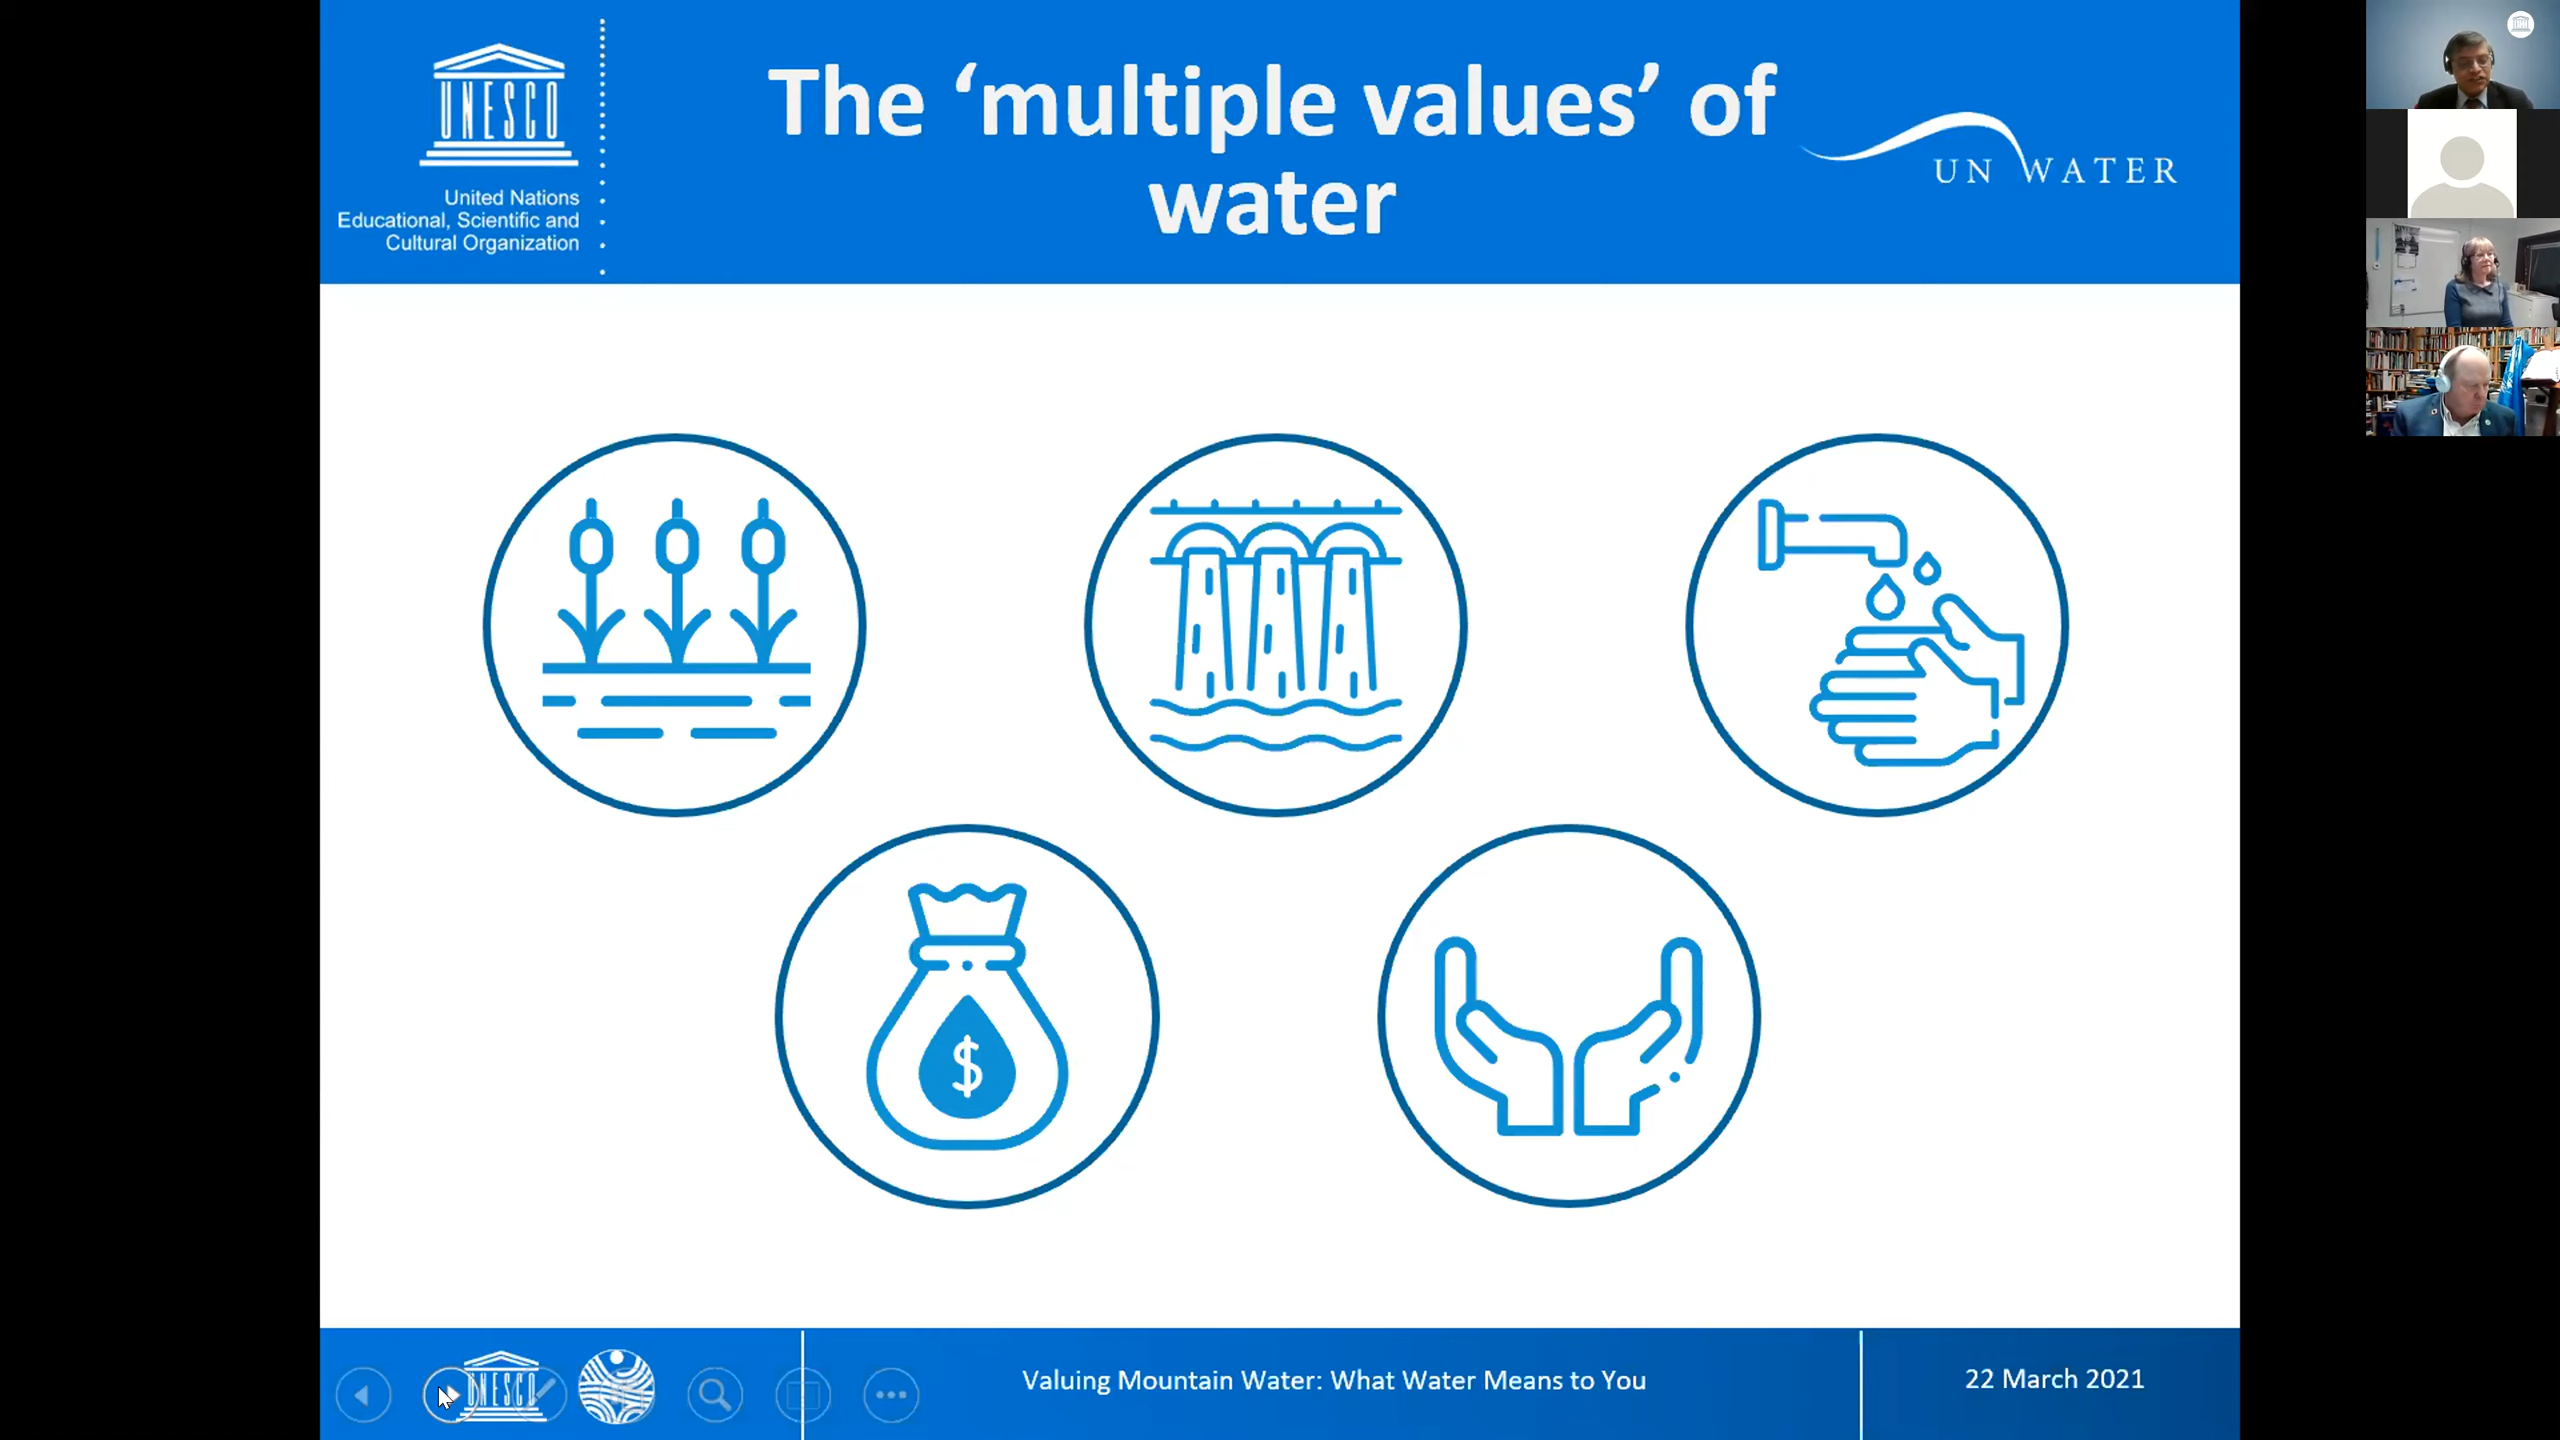 UNESCO
United Nations
Educational, Scientific and
Cultural Organization
The ‘multiple values’ of
water
UN WATER
$
UNESCO
Valuing Mountain Water: What Water Means to You
22 March 2021